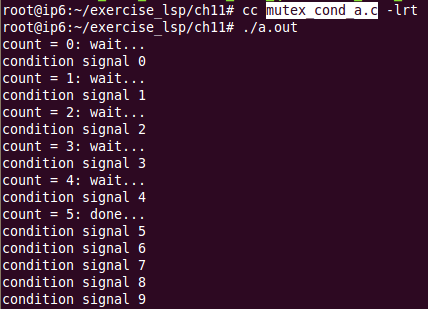 root@ip6:~/exercise_lsp/ch11# cc mutex_cond_a.c -lrt
root@ip6:~/exercise_lsp/ch11# ./a.out
count = 0: wait...
condition signal 0
count = 1: wait...
condition signal 1
count = 2: wait...
condition signal 2
count = 3: wait...
condition signal 3
count = 4: wait...
condition signal 4
count = 5: done...
condition signal 5
condition signal 6
condition signal 7
condition signal 8
condition signal 9